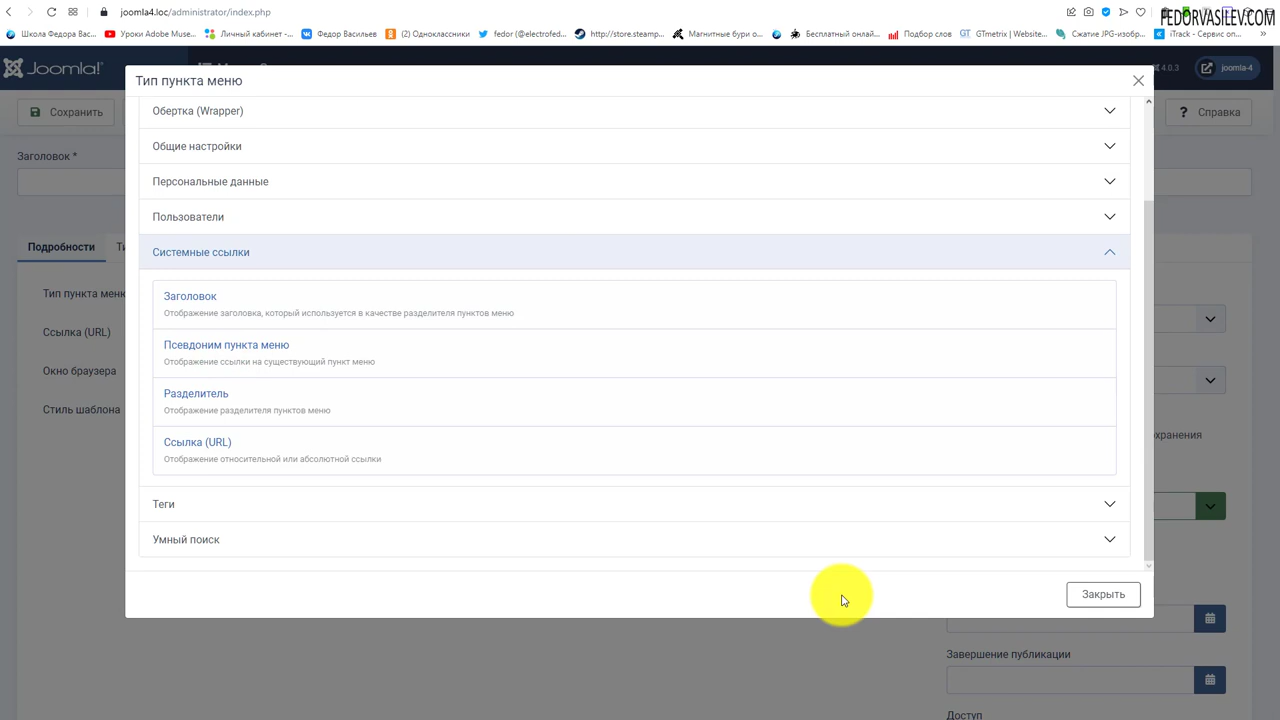 joomla4.loc/administrator/index.php
FEDORVASILEV.COM
Школа Федора Вас...
Уроки Adobe Muse...
Личный кабинет -...
Федор Васильев
(2) Одноклассники
fedor (@electrofed...
http://store.steamp...
Магнитные бури о...
Бесплатный онлай...
Подбор слов
GTmetrix | Website...
Сжатие JPG-изобр...
iTrack - Сервис оп...
Joomla!
4.0.3
joomla-4
Тип пункта меню
Сохранить
Справка
Обертка (Wrapper)
Общие настройки
Заголовок *
Персональные данные
Пользователи
Подробности
Системные ссылки
Тип пункта меню
Заголовок
Отображение заголовка, который используется в качестве разделителя пунктов меню
Ссылка (URL)
Псевдоним пункта меню
Отображение ссылки на существующий пункт меню
Окно браузера
Разделитель
Отображение разделителя пунктов меню
Стиль шаблона
Ссылка (URL)
Отображение относительной или абсолютной ссылки
Теги
Умный поиск
Закрыть
Завершение публикации
Доступ